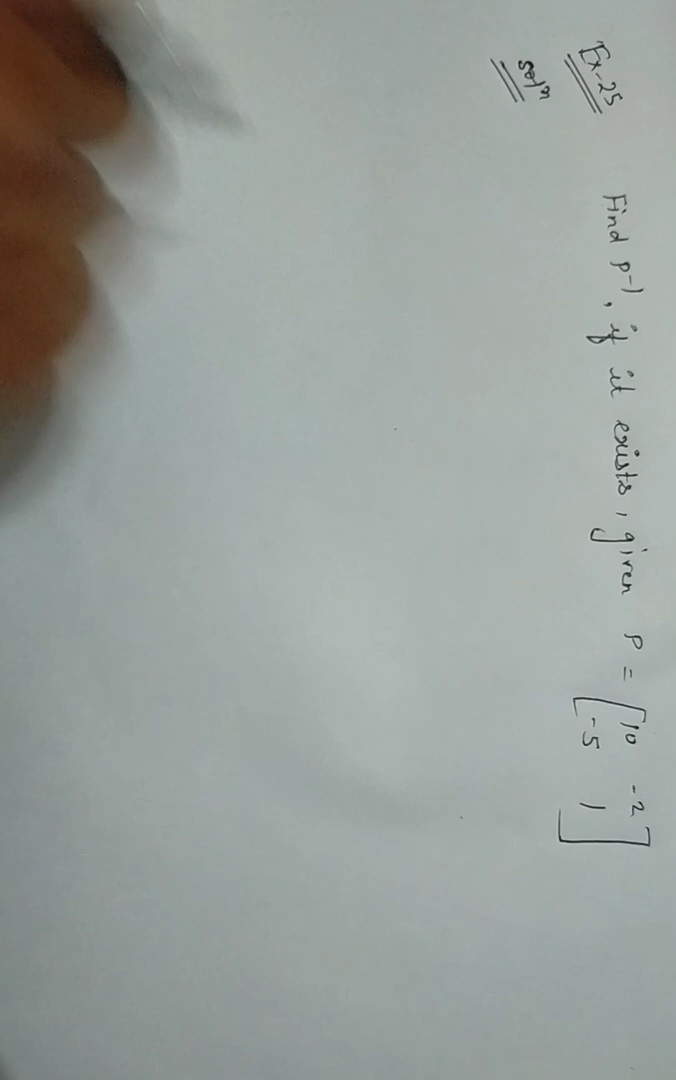 Ex-25 Find p-1, if it exists, given P = [10 -2
-5 1]
Solⁿ